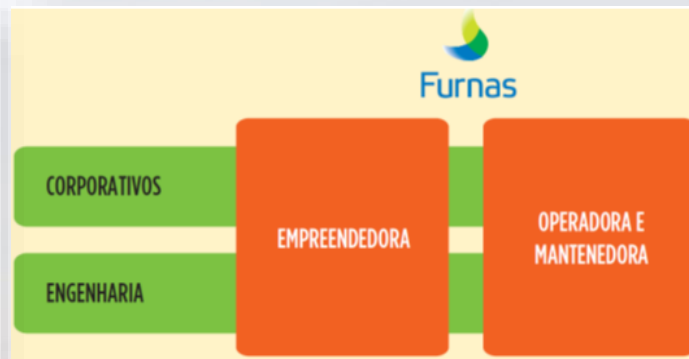 Furnas
CORPORATIVOS
EMPREENDEDORA
OPERADORA E
MANTENEDORA
ENGENHARIA